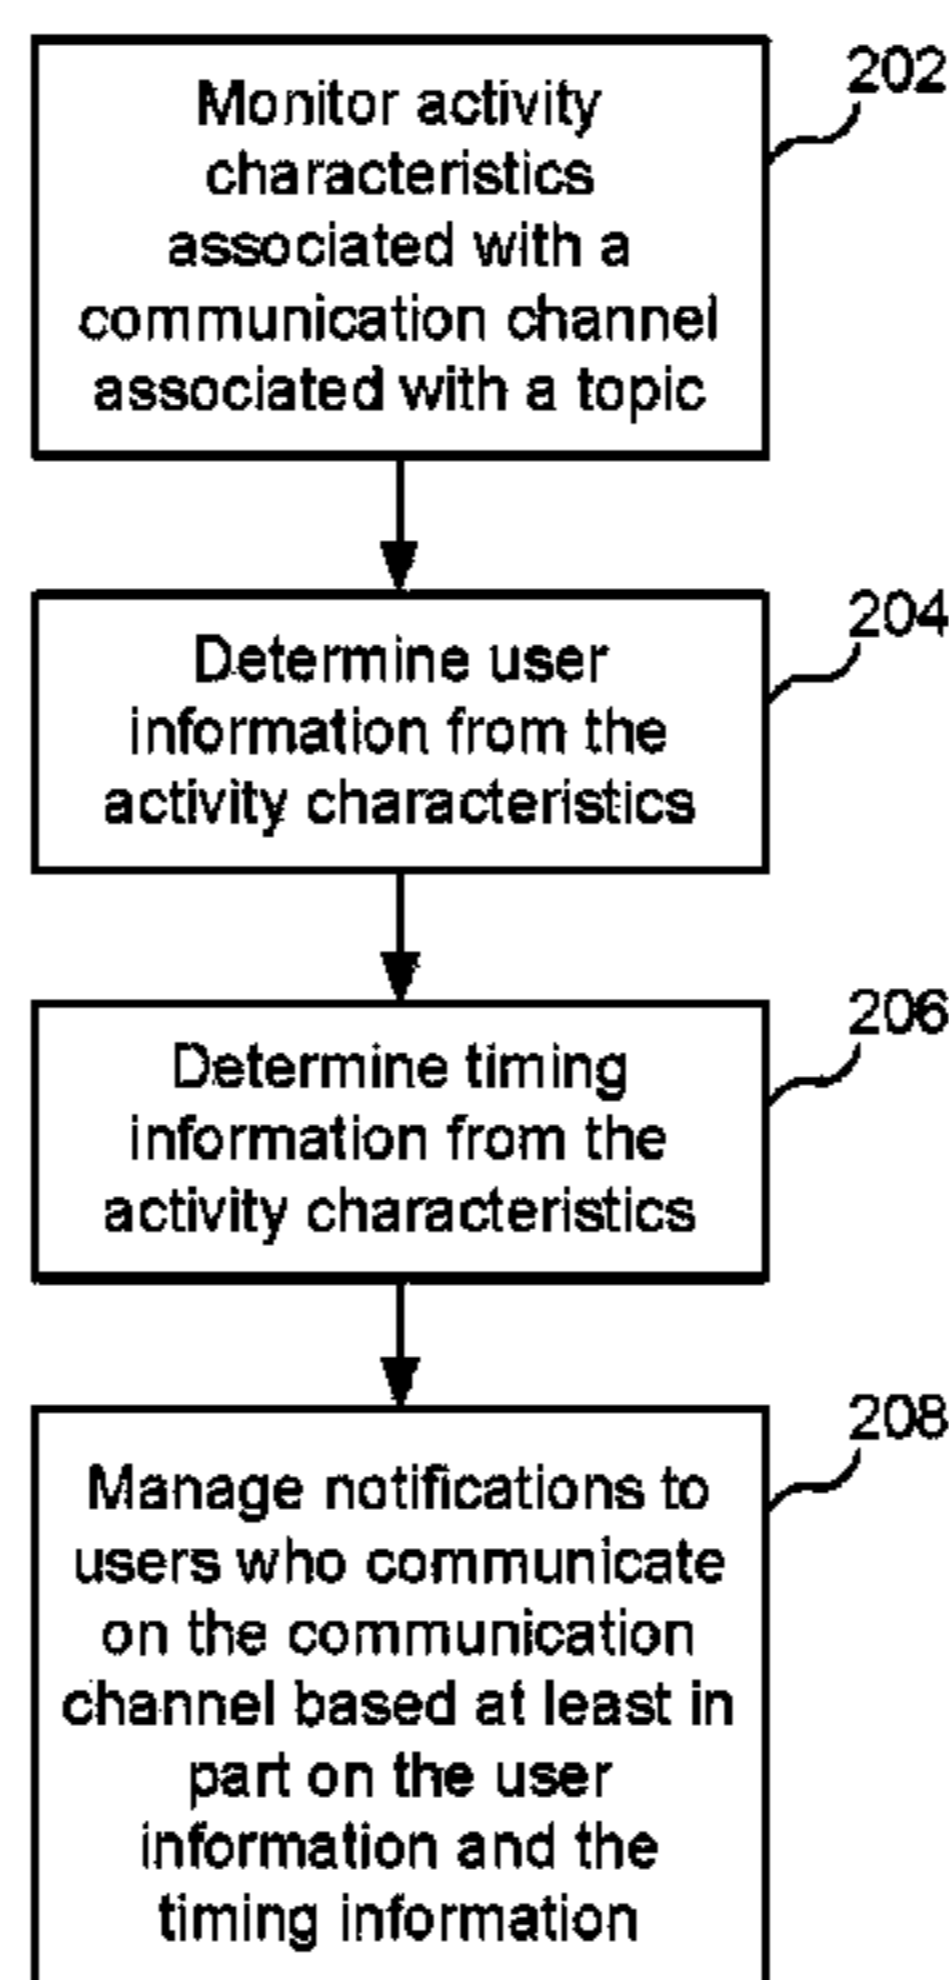 Monitor activity
characteristics
associated with a
communication channel
associated with a topic
202
Determine user
information from the
activity characteristics
204
Determine timing
information from the
activity characteristics
206
Manage notifications to
users who communicate
on the communication
channel based at least in
part on the user
information and the
timing information
208